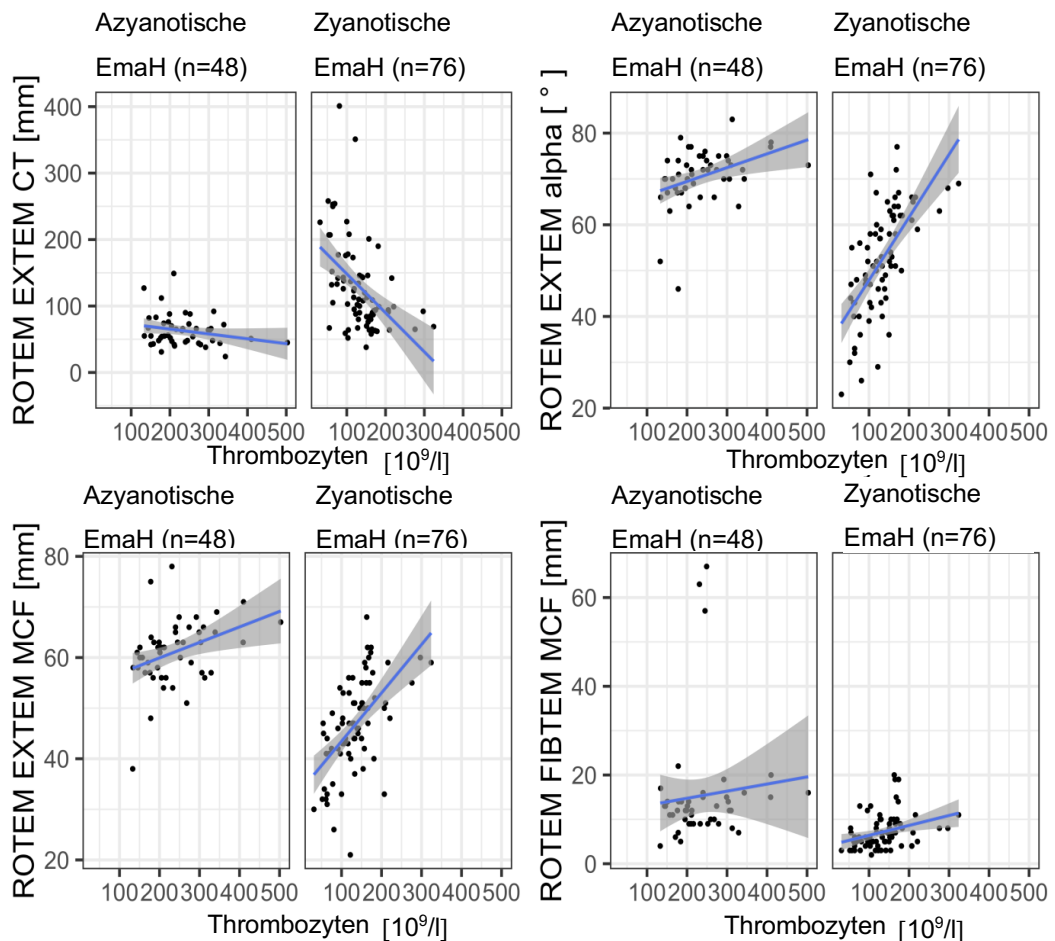 Azyanotische Zyanotische
EmaH (n=48) EmaH (n=76)
ROTEM EXTEM CT [mm]
400
300
200
100
0
100200300400500 100200300400500
Thrombozyten [10⁹/l]
Azyanotische Zyanotische
EmaH (n=48) EmaH (n=76)
ROTEM EXTEM alpha [ ° ]
80
60
40
20
100200300400500 100200300400500
Thrombozyten [10⁹/l]
Azyanotische Zyanotische
EmaH (n=48) EmaH (n=76)
ROTEM EXTEM MCF [mm]
80
60
40
20
100200300400500 100200300400500
Thrombozyten [10⁹/l]
Azyanotische Zyanotische
EmaH (n=48) EmaH (n=76)
ROTEM FIBTEM MCF [mm]
60
40
20
0
100200300400500 100200300400500
Thrombozyten [10⁹/l]